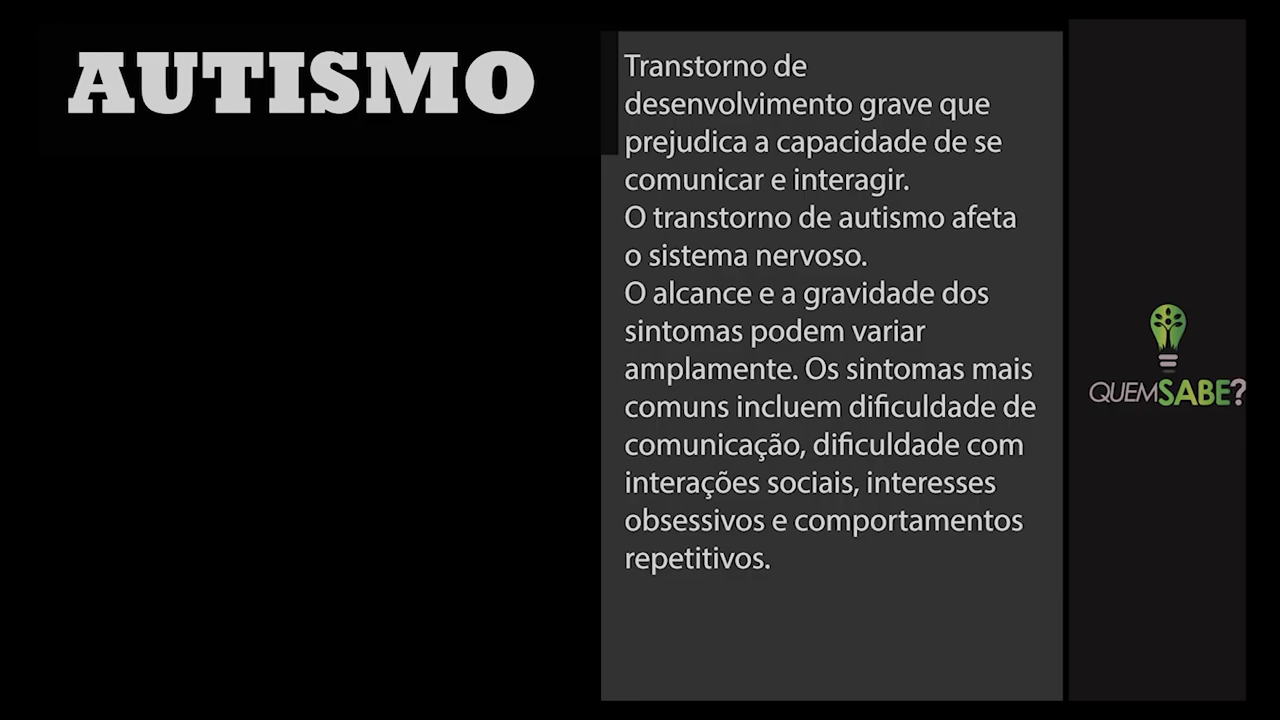 AUTISMO
Transtorno de
desenvolvimento grave que
prejudica a capacidade de se
comunicar e interagir.
O transtorno de autismo afeta
o sistema nervoso.
O alcance e a gravidade dos
sintomas podem variar
amplamente. Os sintomas mais
comuns incluem dificuldade de
comunicação, dificuldade com
interações sociais, interesses
obsessivos e comportamentos
repetitivos.
QUEMSABE?